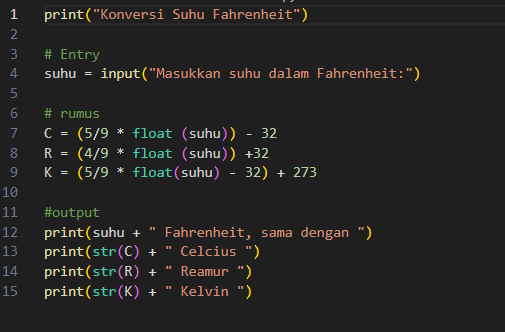 1 print("Konversi Suhu Fahrenheit")
2
3 # Entry
4 suhu = input("Masukkan suhu dalam Fahrenheit:")
5
6 # rumus
7 C = (5/9 * float (suhu)) - 32
8 R = (4/9 * float (suhu)) +32
9 K = (5/9 * float(suhu) - 32) + 273
10
11 #output
12 print(suhu + " Fahrenheit, sama dengan ")
13 print(str(C) + " Celcius ")
14 print(str(R) + " Reamur ")
15 print(str(K) + " Kelvin ")